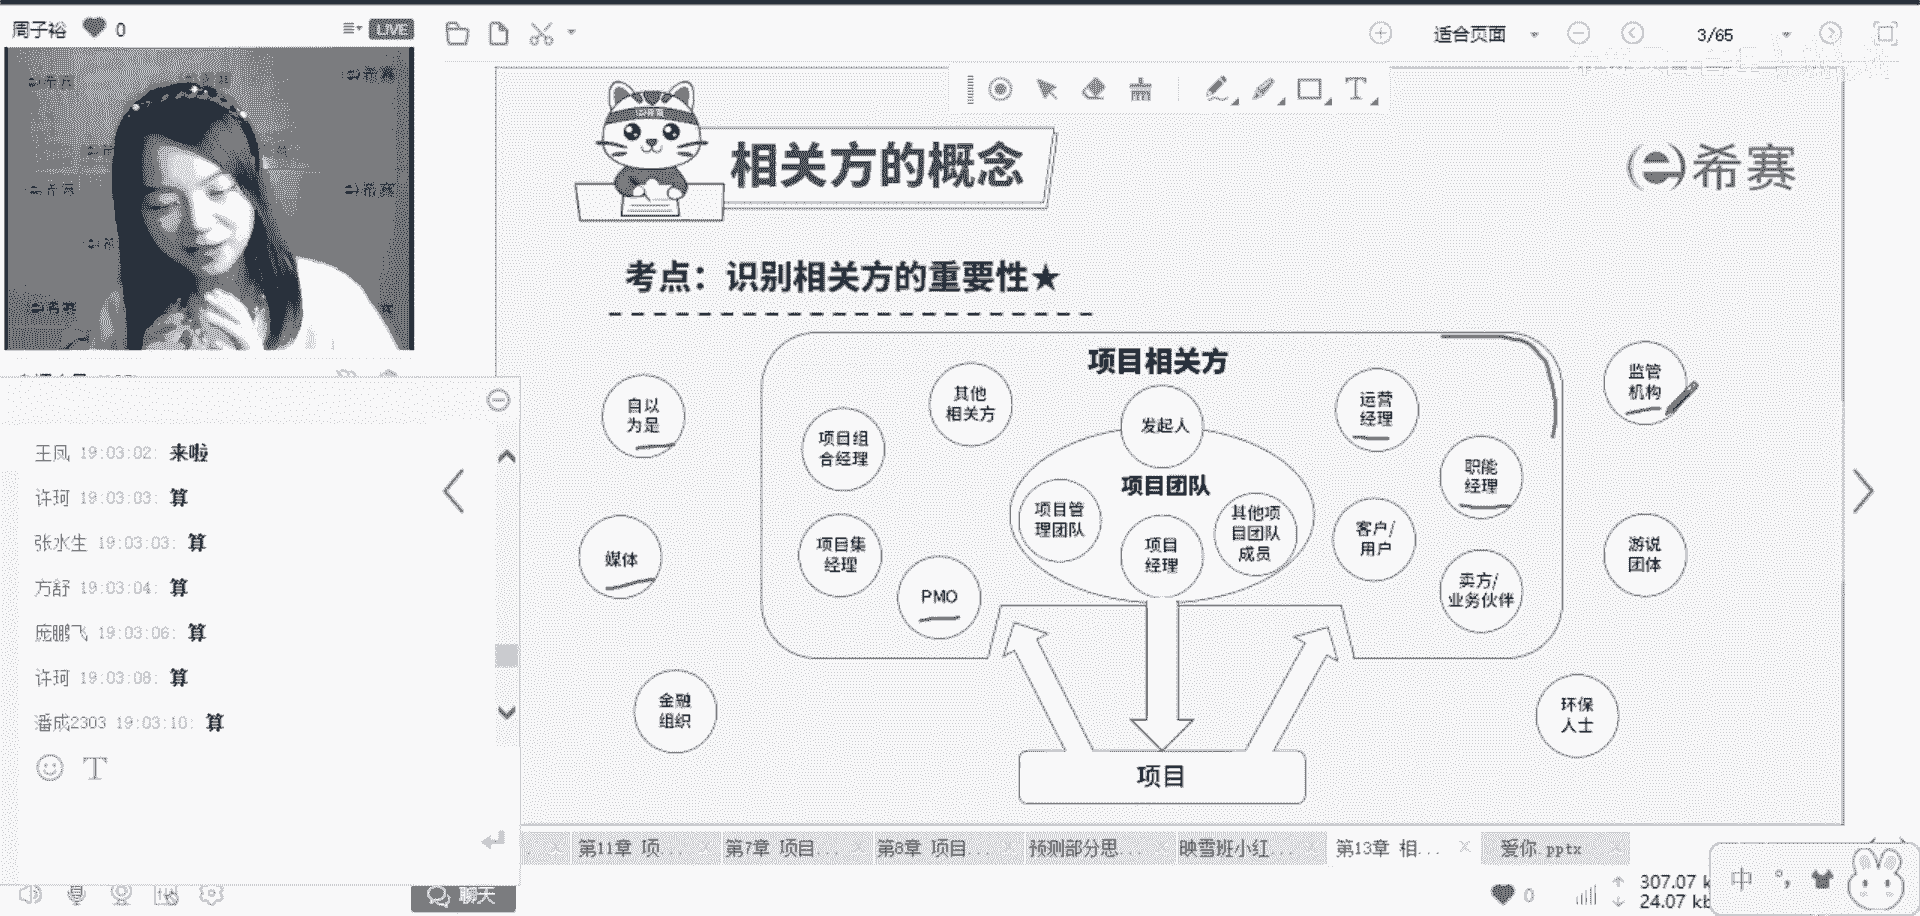 周子裕 0
LIVE
适合页面
3/65
相关方的概念
希赛
考点：识别相关方的重要性★
项目相关方
自以
为是
媒体
金融
组织
项目组
合经理
其他
相关方
项目集
经理
PMO
发起人
项目团队
项目管
理团队
项目
经理
其他项
目团队
成员
运营
经理
职能
经理
客户/
用户
卖方/
业务伙伴
监管
机构
游说
团体
环保
人士
项目
王凤 19:03:02: 来啦
许珂 19:03:03: 算
张水生 19:03:03: 算
方舒 19:03:04: 算
庞鹏飞 19:03:06: 算
许珂 19:03:08: 算
潘成2303 19:03:10: 算
聊天
第11章 项...
第7章 项目...
第8章 项目...
预测部分思...
映雪班小红...
第13章 相...
爱你.pptx
0
307.07 k
24.07 kb
中